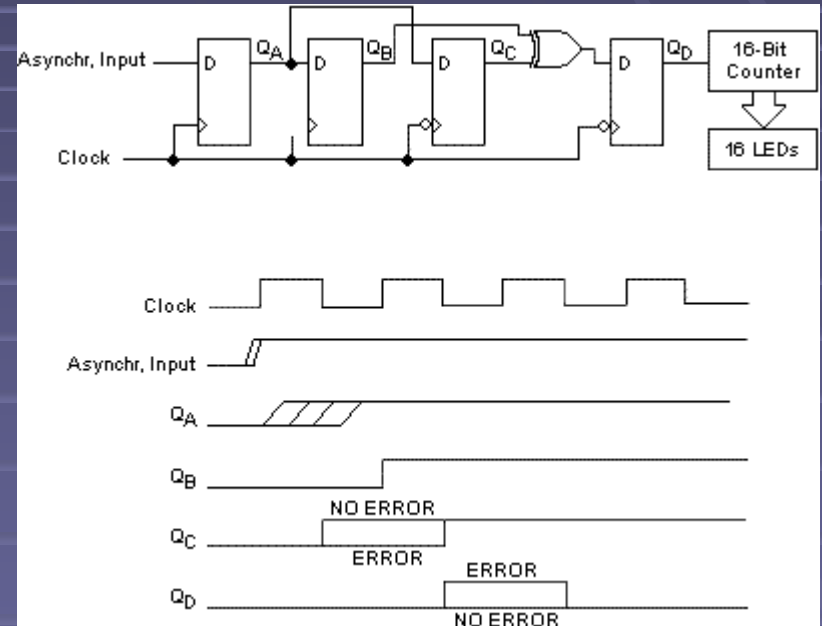 Asynchr, Input
D
QA
D
QB
D
QC
D
QD
16-Bit
Counter
16 LEDs
Clock
Clock
Asynchr, Input
QA
QB
NO ERROR
QC
ERROR
ERROR
QD
NO ERROR